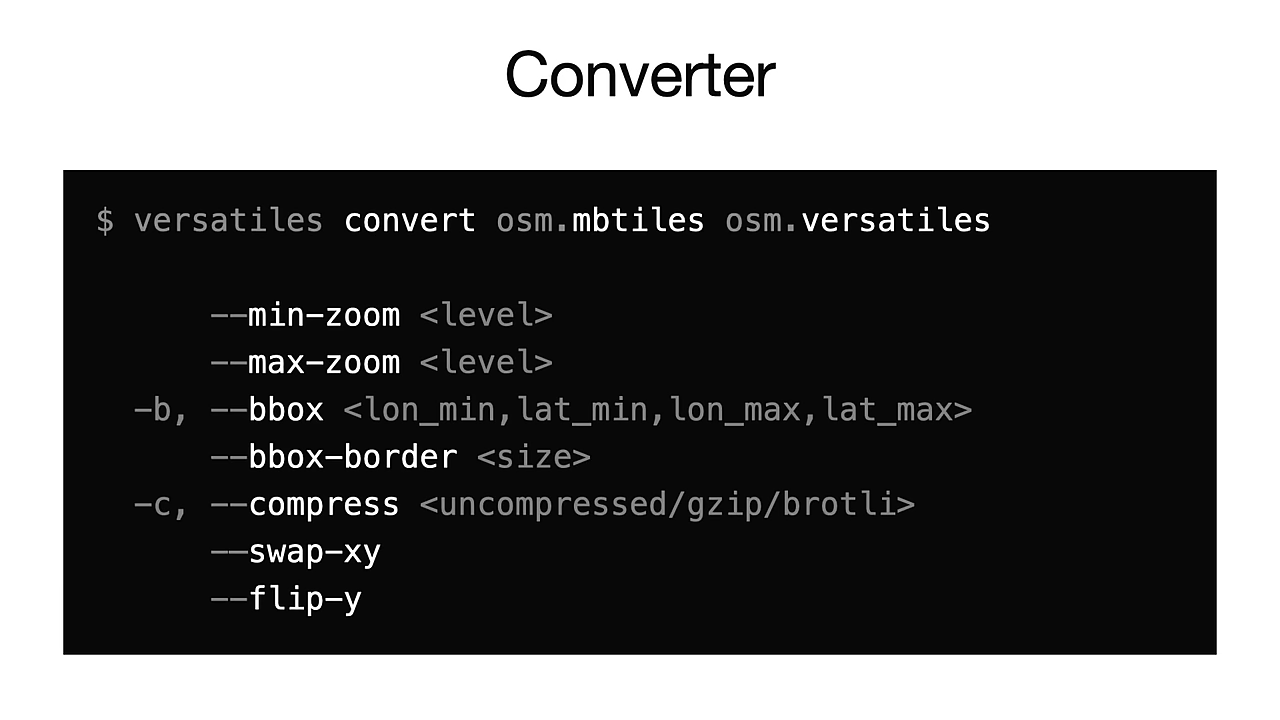 Converter
$ versatiles convert osm.mbtiles osm.versatiles
--min-zoom <level>
--max-zoom <level>
-b, --bbox <lon_min,lat_min,lon_max,lat_max>
--bbox-border <size>
-c, --compress <uncompressed/gzip/brotli>
--swap-xy
--flip-y